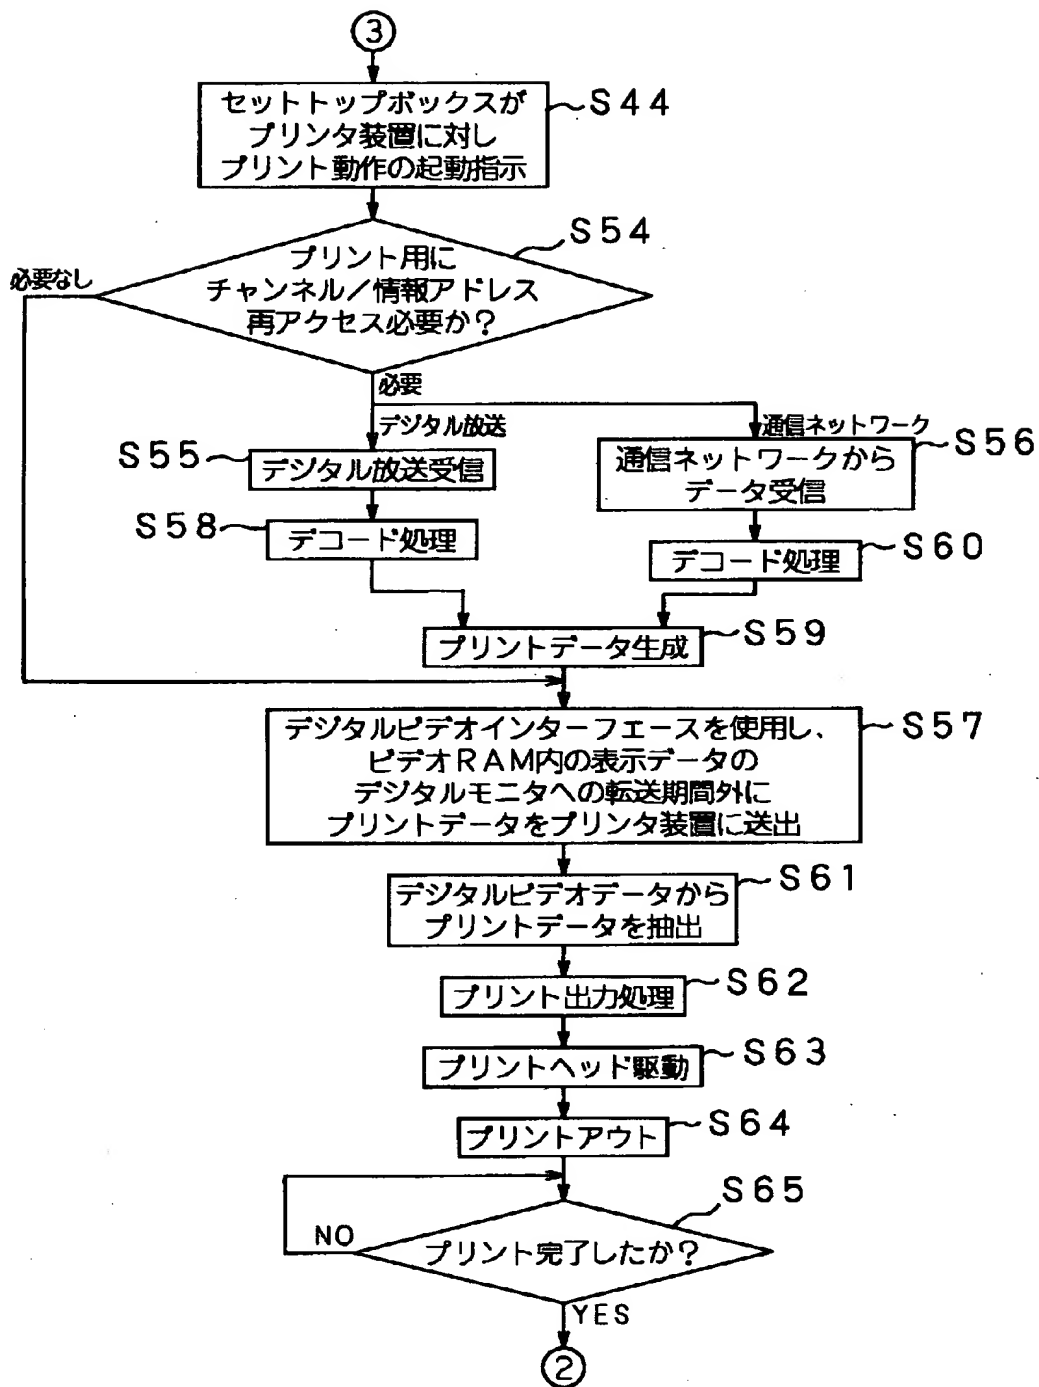 3
セットトップボックスが
プリンタ装置に対し
プリント動作の起動指示
S44
S54
プリント用に
チャンネル/情報アドレス
再アクセス必要か?
必要なし
必要
デジタル放送
通信ネットワーク
S55
デジタル放送受信
S56
通信ネットワークから
データ受信
S58
デコード処理
S60
デコード処理
S59
プリントデータ生成
S57
デジタルビデオインターフェースを使用し、
ビデオRAM内の表示データの
デジタルモニタへの転送期間外に
プリントデータをプリンタ装置に送出
S61
デジタルビデオデータから
プリントデータを抽出
S62
プリント出力処理
S63
プリントヘッド駆動
S64
プリントアウト
S65
NO
プリント完了したか?
YES
2